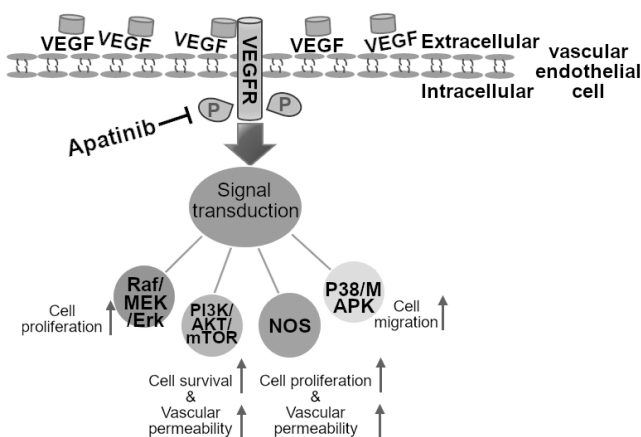 VEGF VEGF VEGF VEGF VEGF Extracellular
vascular
endothelial
cell
VEGFR
Intracellular
P P
Apatinib
Signal
transduction
Raf/
MEK
/Erk
Cell
proliferation
PI3K/
AKT/
mTOR
NOS
P38/M
APK
Cell
migration
Cell survival
&
Vascular
permeability
Cell proliferation
&
Vascular
permeability